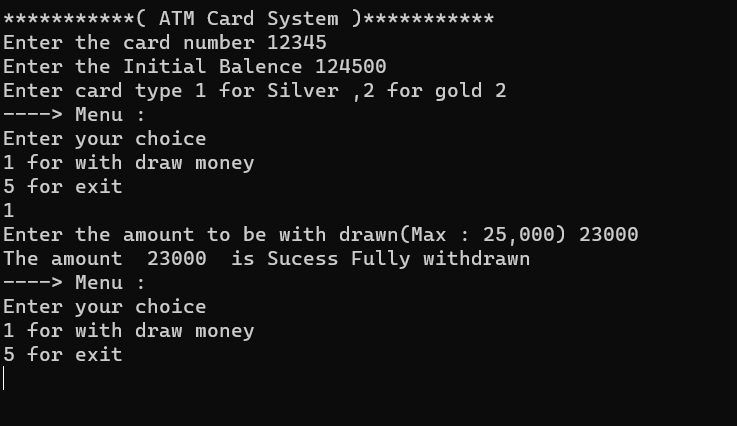 ***********( ATM Card System )***********
Enter the card number 12345
Enter the Initial Balence 124500
Enter card type 1 for Silver ,2 for gold 2
----> Menu :
Enter your choice
1 for with draw money
5 for exit
1
Enter the amount to be with drawn(Max : 25,000) 23000
The amount  23000  is Sucess Fully withdrawn
----> Menu :
Enter your choice
1 for with draw money
5 for exit